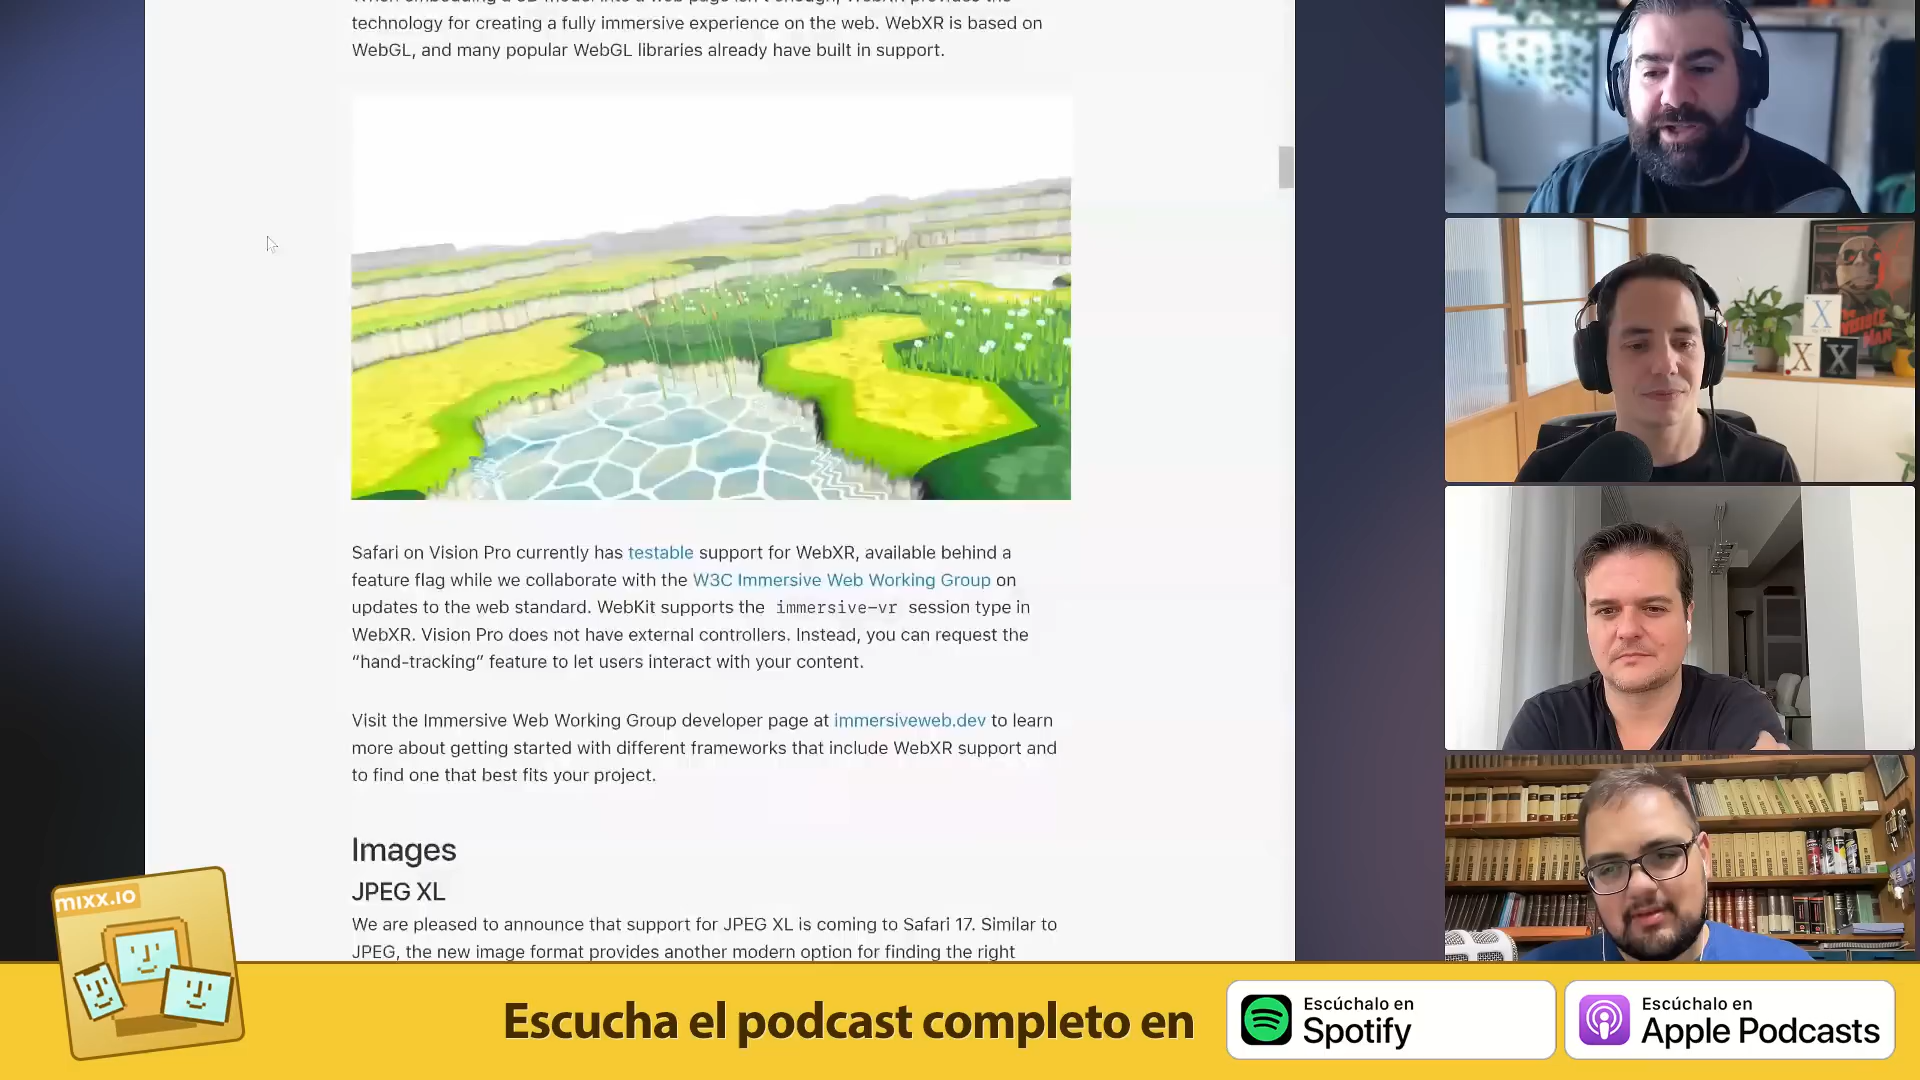 technology for creating a fully immersive experience on the web. WebXR is based on
WebGL, and many popular WebGL libraries already have built in support.
Safari on Vision Pro currently has testable support for WebXR, available behind a
feature flag while we collaborate with the W3C Immersive Web Working Group on
updates to the web standard. WebKit supports the immersive-vr session type in
WebXR. Vision Pro does not have external controllers. Instead, you can request the
“hand-tracking” feature to let users interact with your content.
Visit the Immersive Web Working Group developer page at immersiveweb.dev to learn
more about getting started with different frameworks that include WebXR support and
to find one that best fits your project.
Images
JPEG XL
We are pleased to announce that support for JPEG XL is coming to Safari 17. Similar to
JPEG, the new image format provides another modern option for finding the right
X
X X
mixx.io
Escucha el podcast completo en
Escúchalo en
Spotify
Escúchalo en
Apple Podcasts